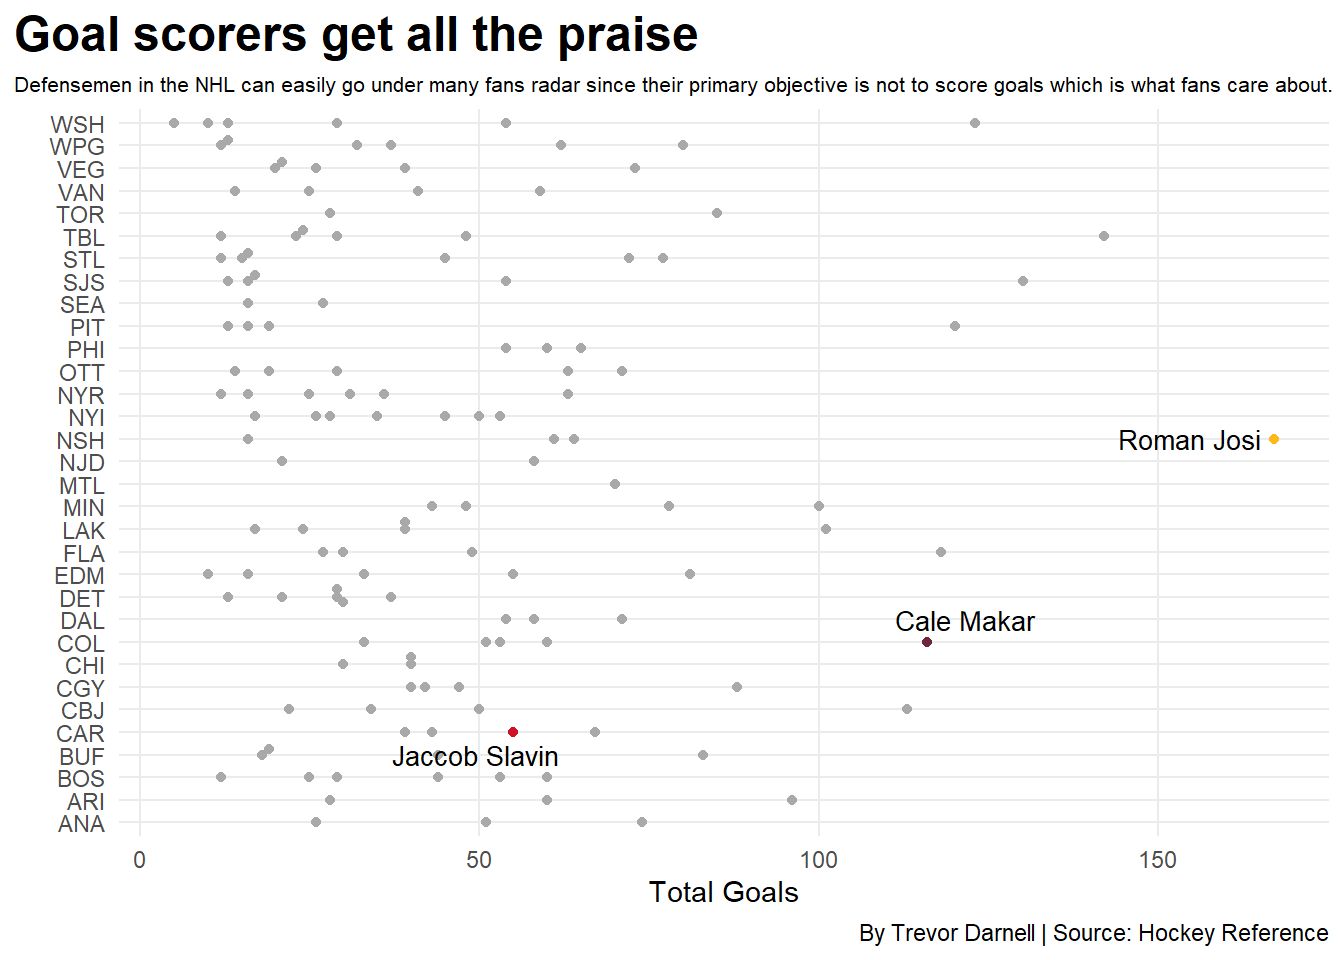 Goal scorers get all the praise
Defensemen in the NHL can easily go under many fans radar since their primary objective is not to score goals which is what fans care about.
WSH
WPG
VEG
VAN
TOR
TBL
STL
SJS
SEA
PIT
PHI
OTT
NYR
NYI
NSH
Roman Josi
NJD
MTL
MIN
LAK
FLA
EDM
DET
DAL
Cale Makar
COL
CHI
CGY
CBJ
CAR
BUF
Jaccob Slavin
BOS
ARI
ANA
0 50 100 150
Total Goals
By Trevor Darnell | Source: Hockey Reference